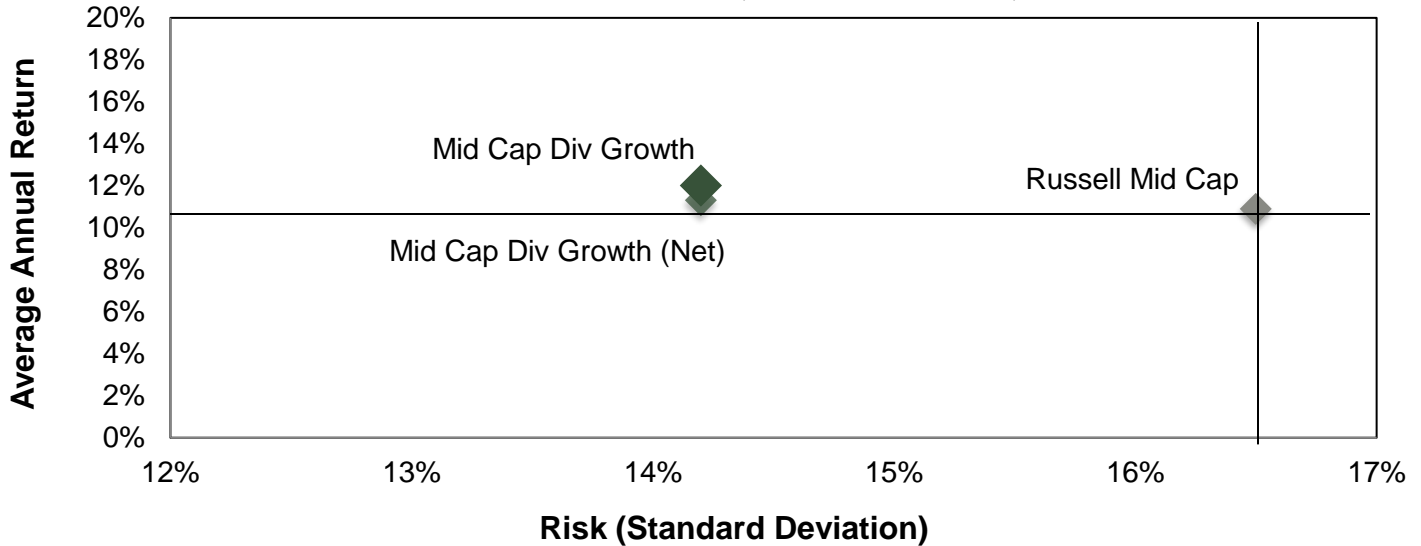 20%
18%
16%
14%
12%
10%
8%
6%
4%
2%
0%
Average Annual Return
Mid Cap Div Growth
Russell Mid Cap
Mid Cap Div Growth (Net)
12% 13% 14% 15% 16% 17%
Risk (Standard Deviation)